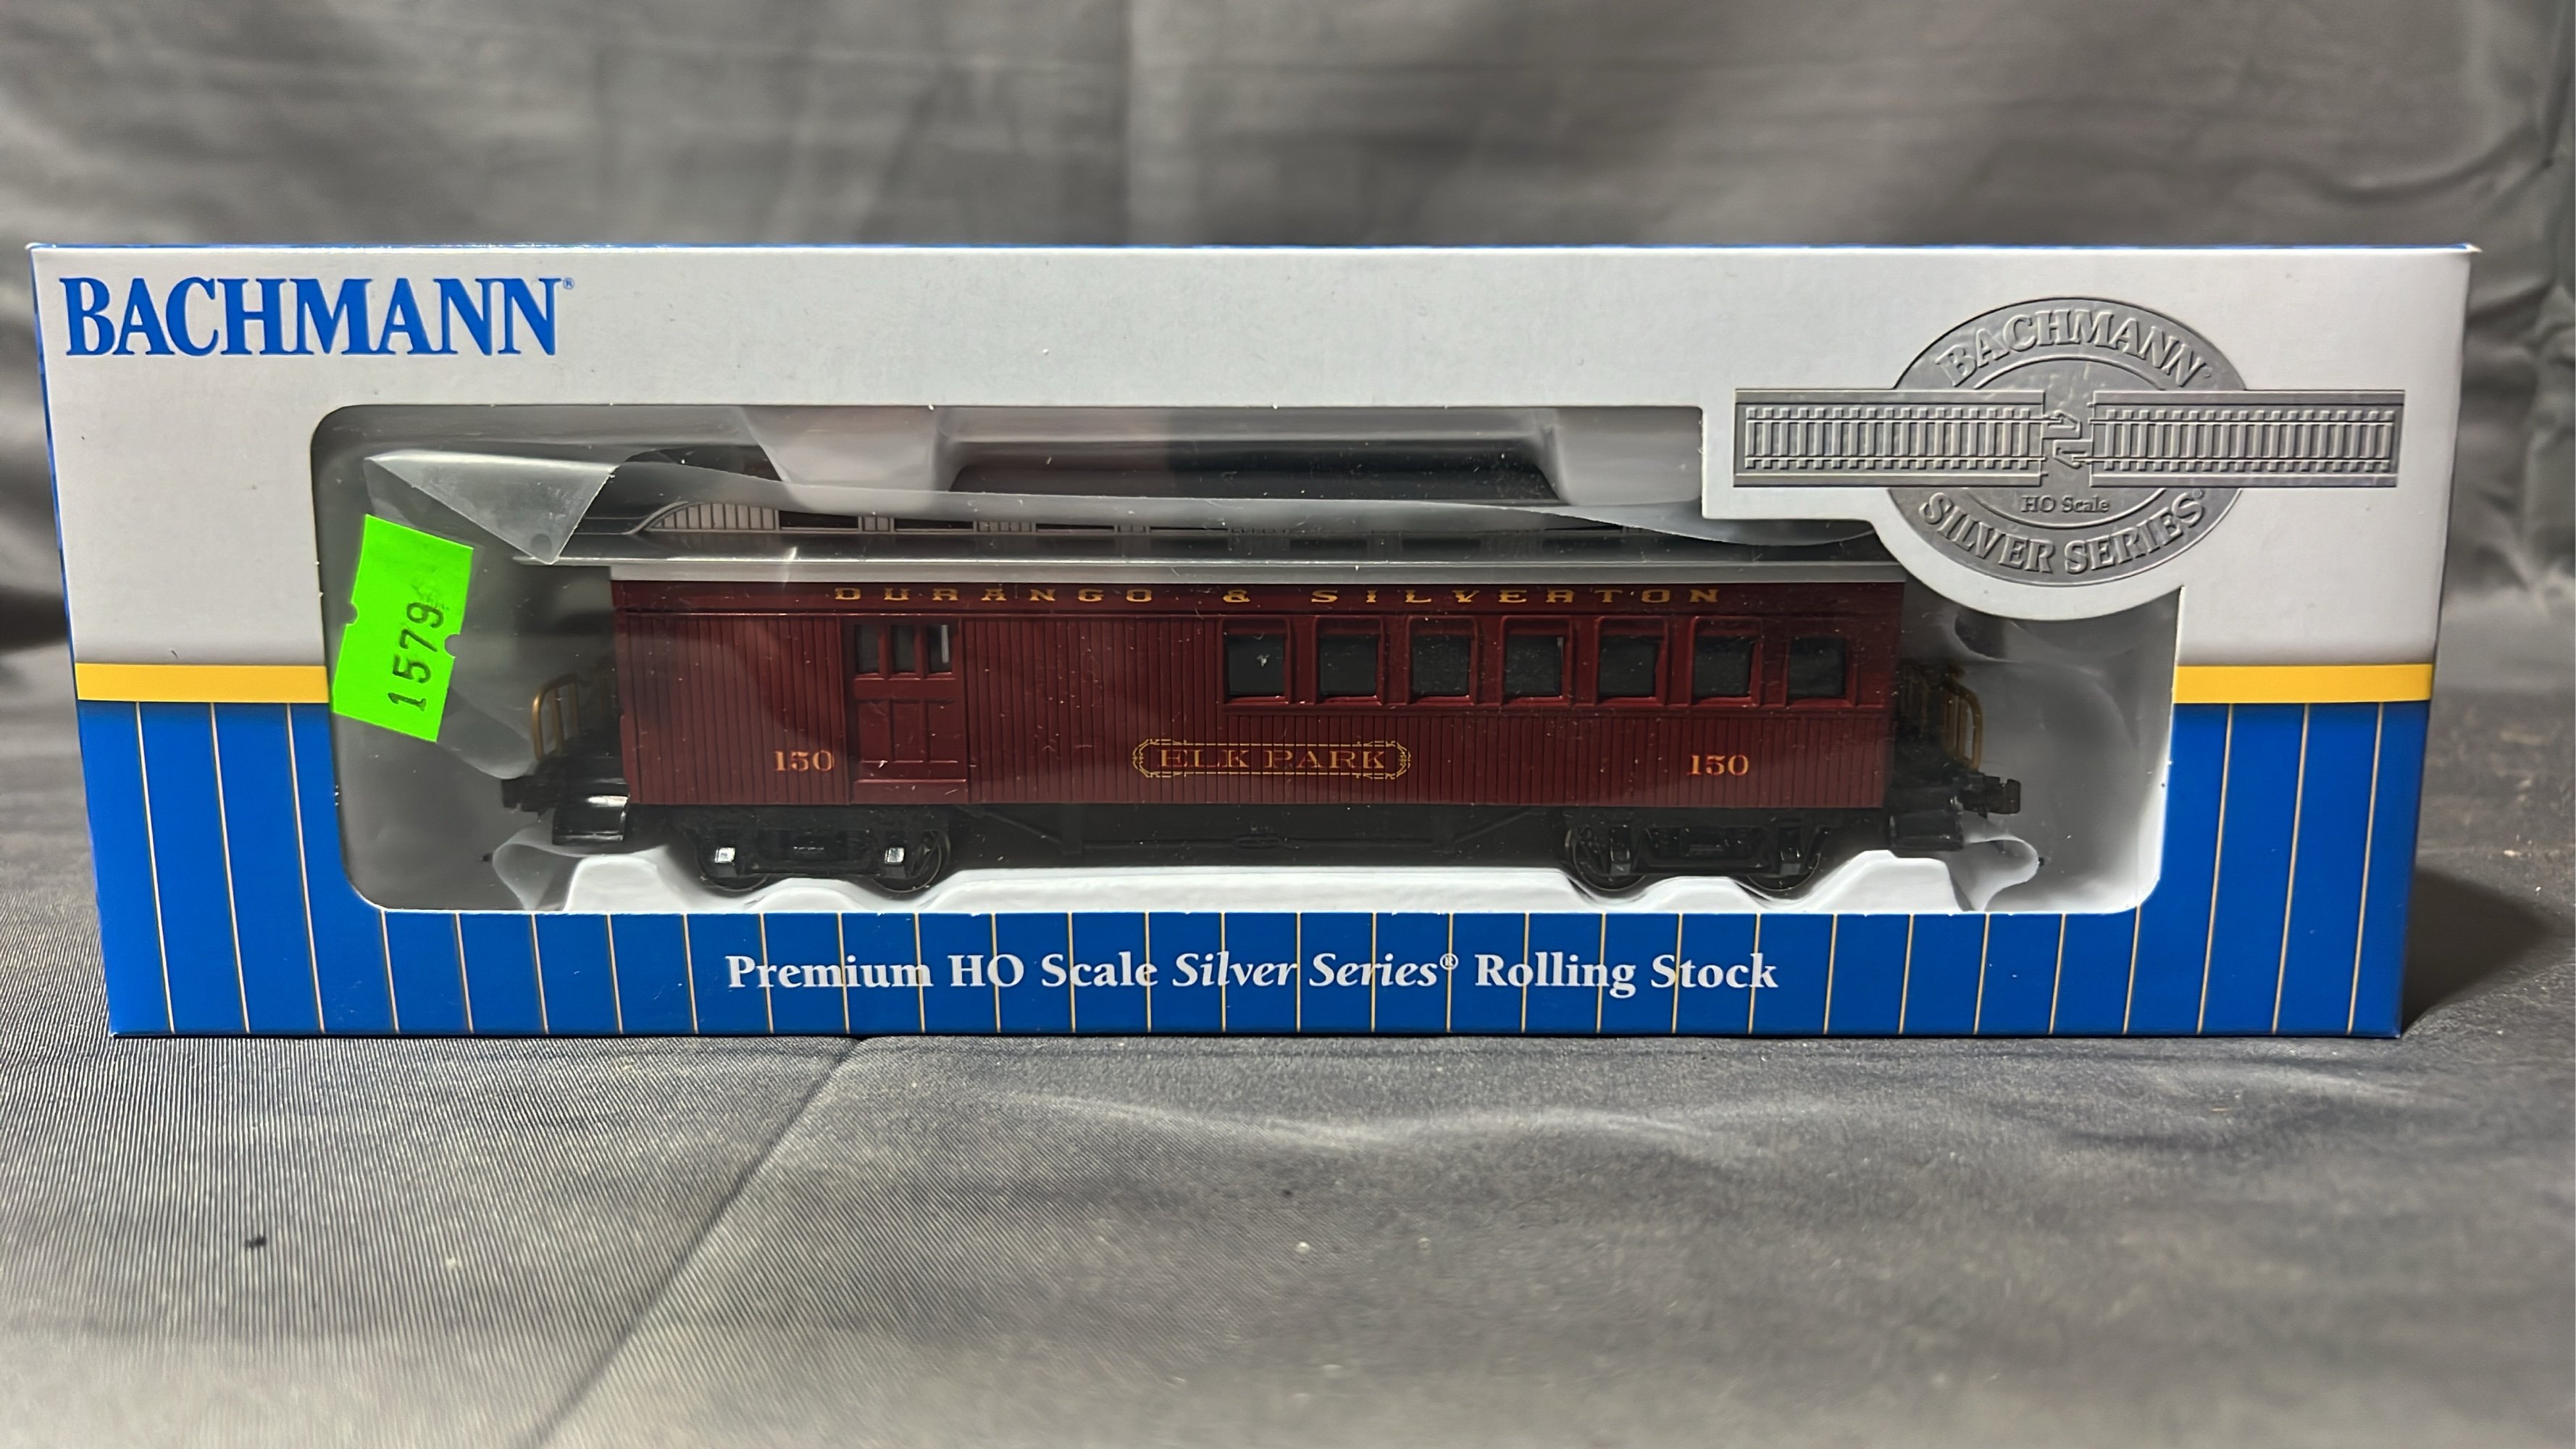 BACHMANN®
BACHMANN®
HO Scale
SILVER SERIES®
1579
DURANGO & SILVERTON
150
ELK PARK
150
Premium HO Scale Silver Series® Rolling Stock